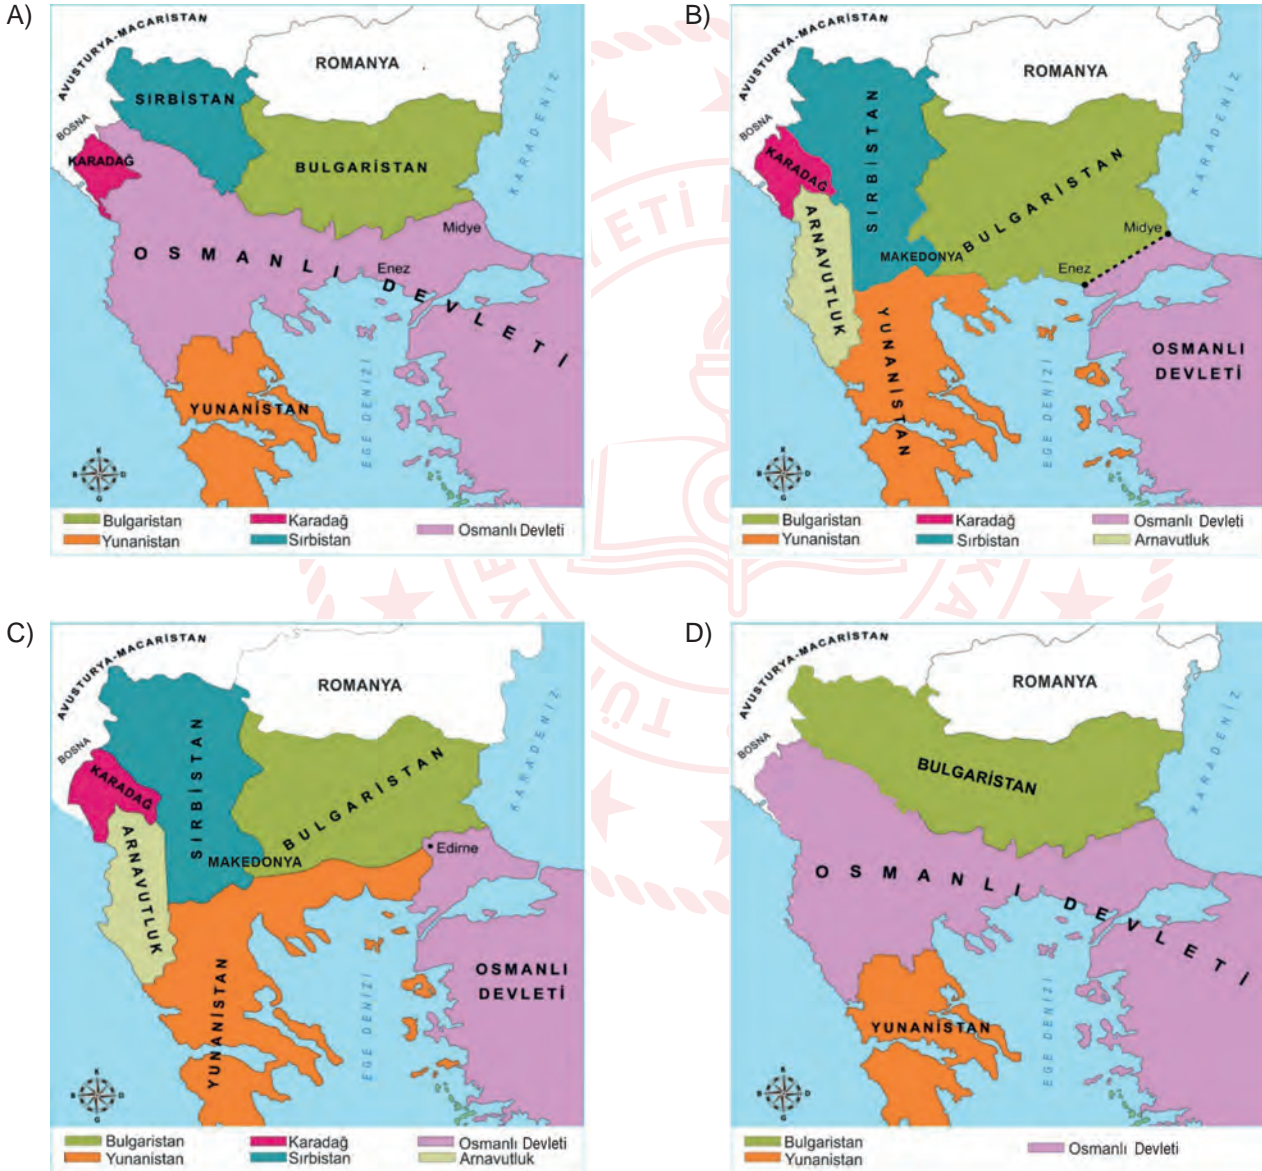 A)
AVUSTURYA-MACARİSTAN
ROMANYA
SIRBİSTAN
BOSNA
KARADAĞ
BULGARİSTAN
KARADENİZ
Midye
OSMANLI DEVLETİ
Enez
YUNANİSTAN
EGE DENİZİ
K
B D
G
Bulgaristan Karadağ Osmanlı Devleti
Yunanistan Sırbistan
B)
AVUSTURYA-MACARİSTAN
ROMANYA
SIRBİSTAN
BOSNA
KARADAĞ
BULGARİSTAN
KARADENİZ
ARNAVUTLUK
Midye
MAKEDONYA
Enez
YUNANİSTAN
OSMANLI
DEVLETİ
EGE DENİZİ
K
B D
G
Bulgaristan Karadağ Osmanlı Devleti
Yunanistan Sırbistan Arnavutluk
C)
AVUSTURYA-MACARİSTAN
ROMANYA
SIRBİSTAN
BOSNA
KARADAĞ
BULGARİSTAN
KARADENİZ
ARNAVUTLUK
Edirne
MAKEDONYA
YUNANİSTAN
OSMANLI
DEVLETİ
EGE DENİZİ
K
B D
G
Bulgaristan Karadağ Osmanlı Devleti
Yunanistan Sırbistan Arnavutluk
D)
AVUSTURYA-MACARİSTAN
ROMANYA
BOSNA
BULGARİSTAN
KARADENİZ
OSMANLI DEVLETİ
YUNANİSTAN
EGE DENİZİ
K
B D
G
Bulgaristan Osmanlı Devleti
Yunanistan